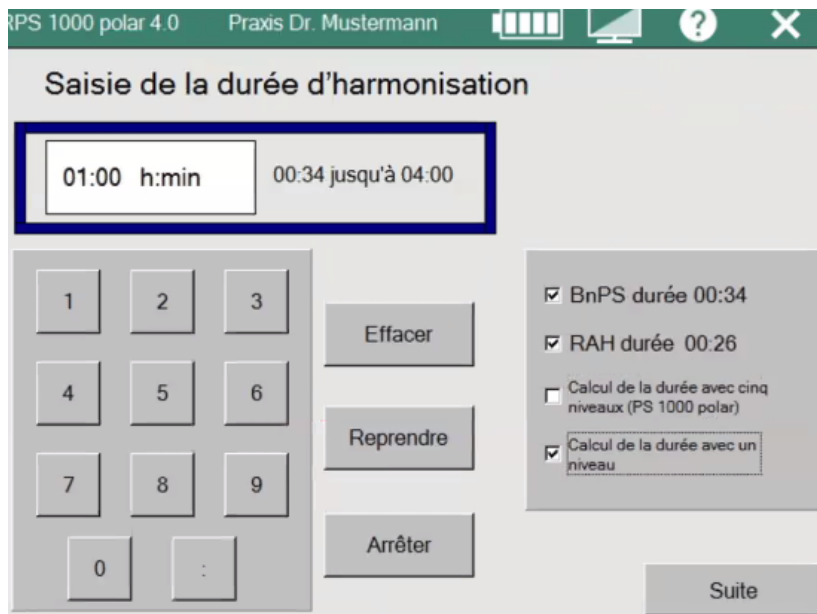 RPS 1000 polar 4.0 Praxis Dr. Mustermann ? X
Saisie de la durée d'harmonisation
01:00 h:min 00:34 jusqu'à 04:00
1 2 3
4 5 6
7 8 9
0 :
Effacer
Reprendre
Arrêter
BnPS durée 00:34
RAH durée 00:26
Calcul de la durée avec cinq
niveaux (PS 1000 polar)
Calcul de la durée avec un
niveau
Suite